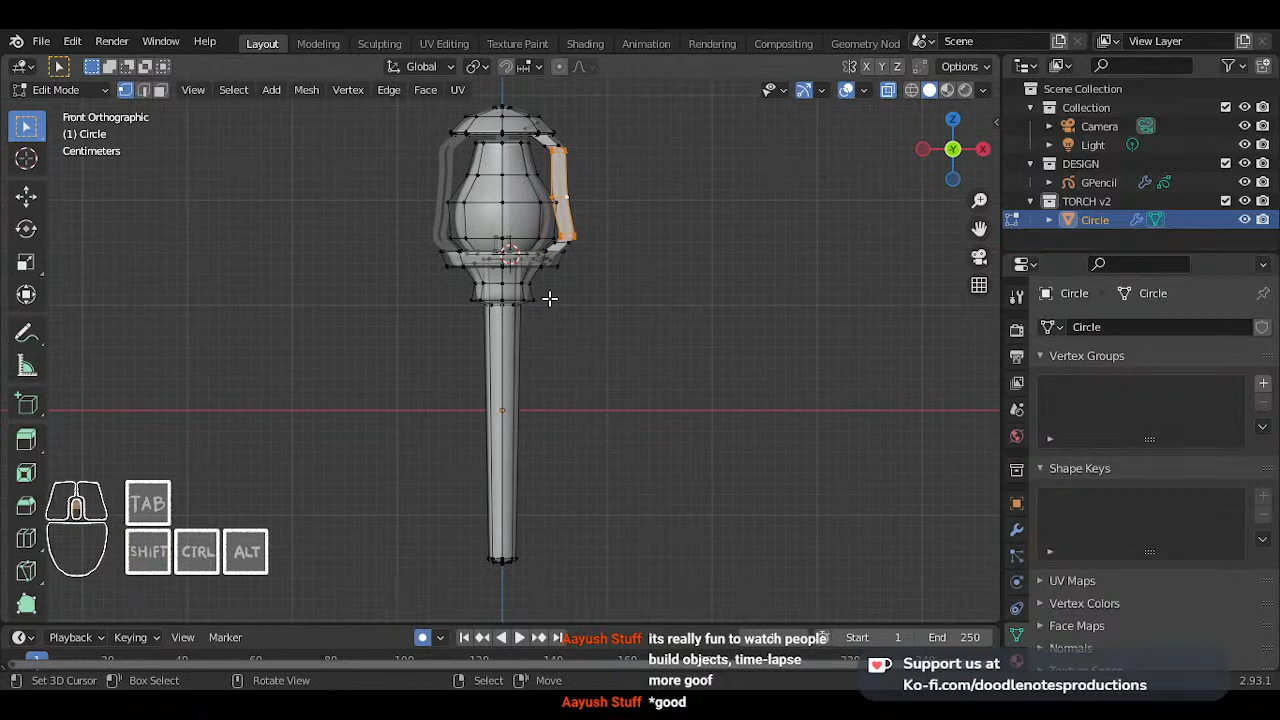 File Edit Render Window Help
Layout Modeling Sculpting UV Editing Texture Paint Shading Animation Rendering Compositing Geometry Nod
Scene
View Layer
Global
X Y Z
Options
Edit Mode
View Select Add Mesh Vertex Edge Face UV
Front Orthographic
(1) Circle
Centimeters
Z
X
Y
Scene Collection
Collection
Camera
Light
DESIGN
GPencil
TORCH v2
Circle
Circle
Circle
Circle
Vertex Groups
Shape Keys
UV Maps
Vertex Colors
Face Maps
Normals
TAB
SHIFT CTRL ALT
Playback Keying View Marker
Start 1 End 250
Aayush Stuff its really fun to watch people
build objects, time-lapse
more goof
Aayush Stuff *good
Support us at
Ko-fi.com/doodlenotesproductions
Set 3D Cursor Box Select Rotate View Select Move
2.93.1